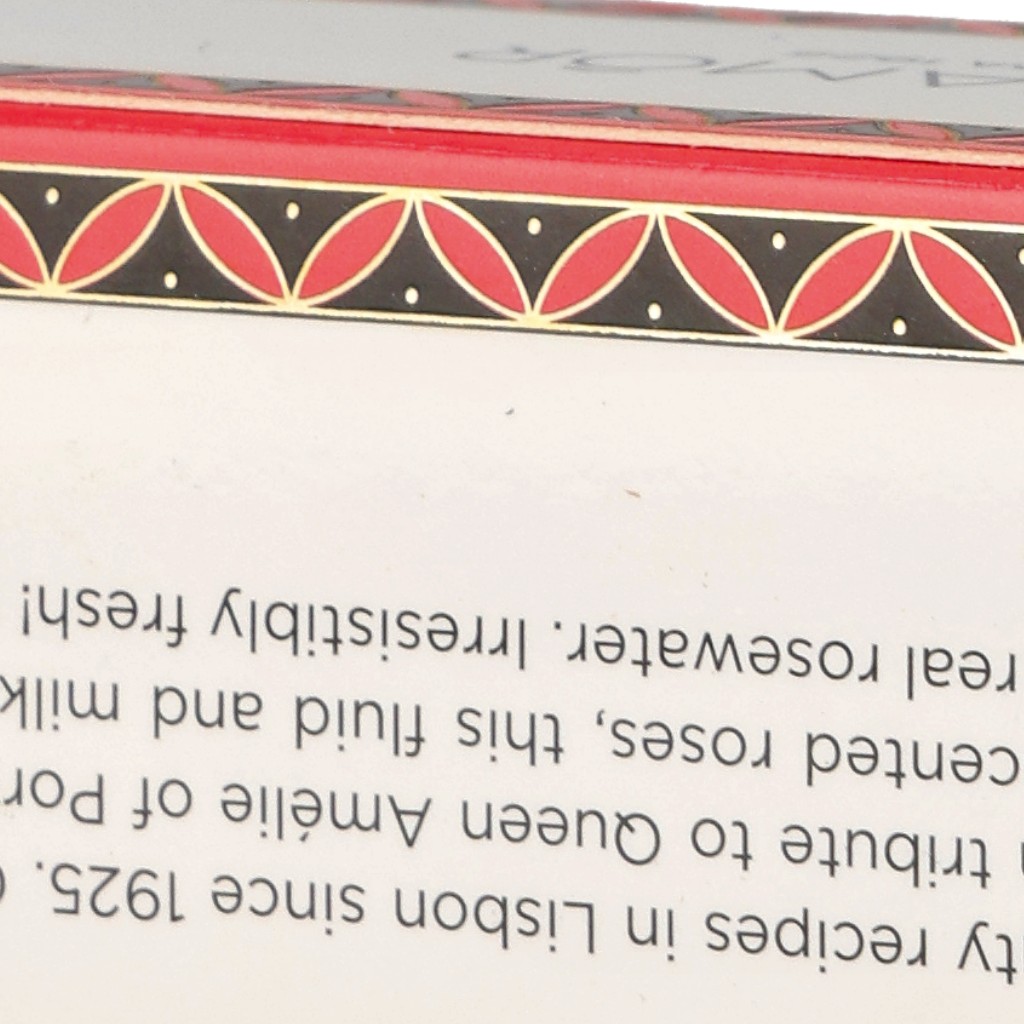 ty recipes in Lisbon since 1925.
tribute to Queen Amélie of Por
cented roses, this fluid and milk
real rosewater. Irresistibly fresh!